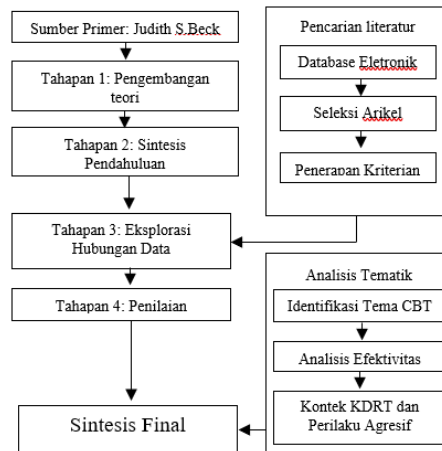 Sumber Primer: Judith S.Beck
Tahapan 1: Pengembangan
teori
Tahapan 2: Sintesis
Pendahuluan
Tahapan 3: Eksplorasi
Hubungan Data
Tahapan 4: Penilaian
Sintesis Final
Pencarian literatur
Database Eletronik
Seleksi Arikel
Penerapan Kriterian
Analisis Tematik
Identifikasi Tema CBT
Analisis Efektivitas
Kontek KDRT dan
Perilaku Agresif